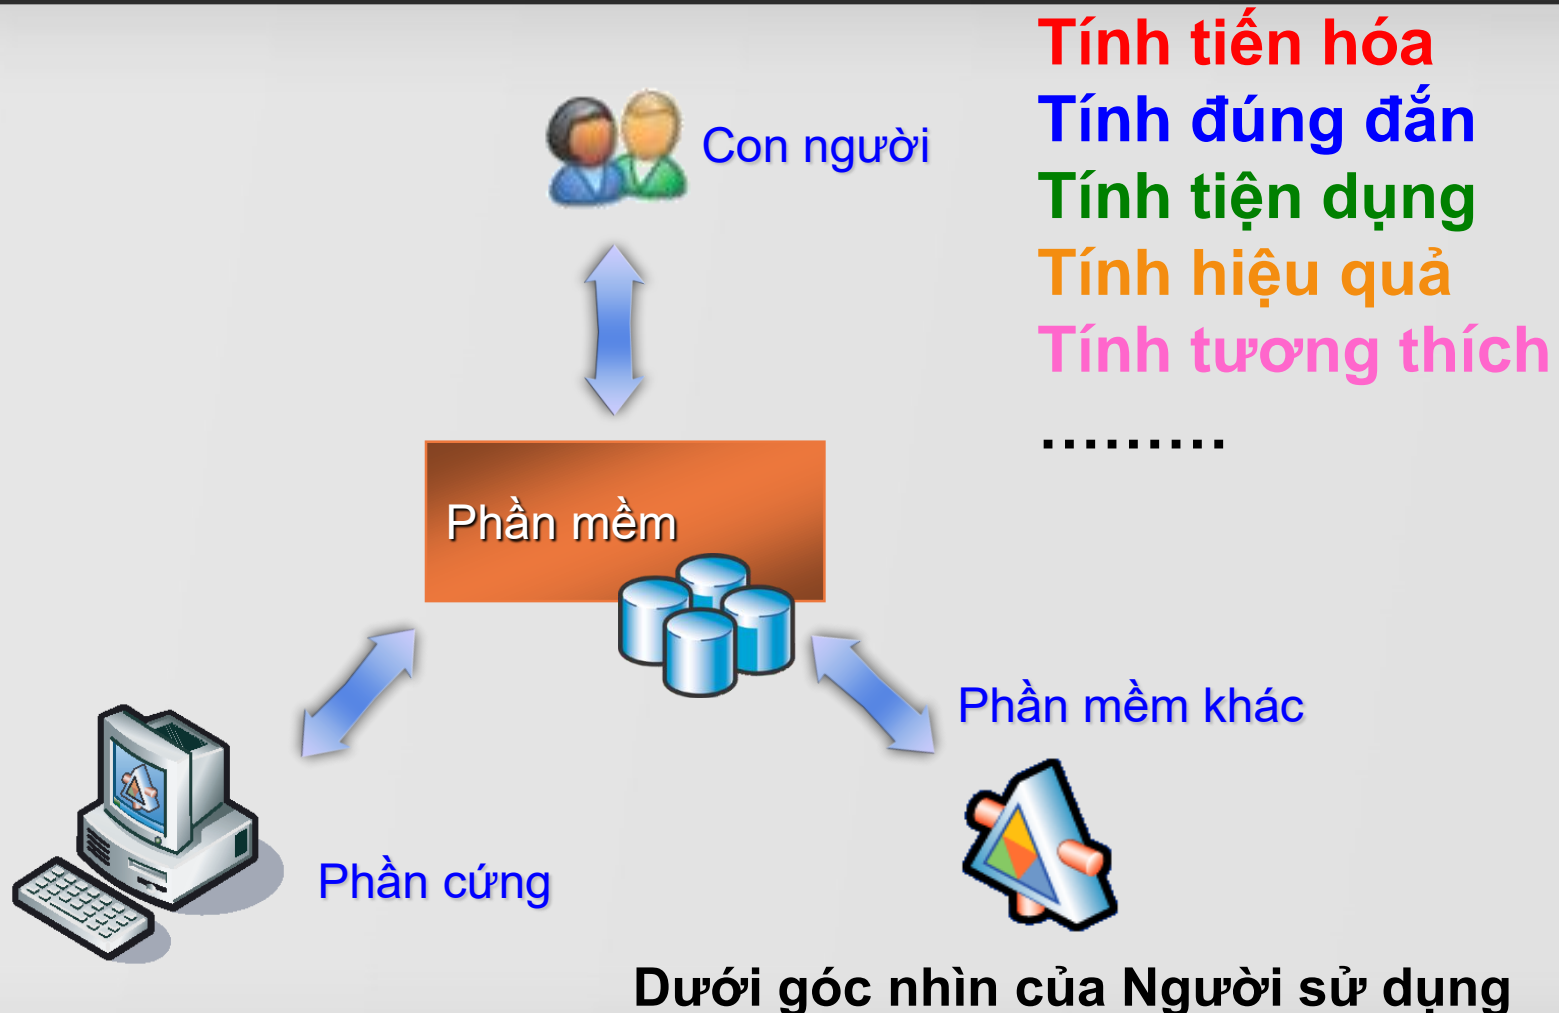 Tính tiến hóa
Tính đúng đắn
Tính tiện dụng
Tính hiệu quả
Tính tương thích
………
Con người
Phần mềm
Phần mềm khác
Phần cứng
Dưới góc nhìn của Người sử dụng